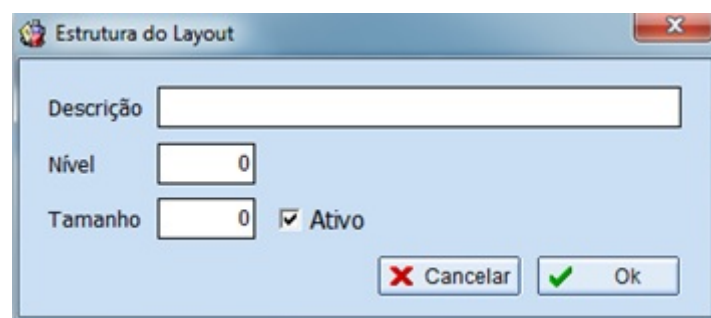 Estrutura do Layout
Descrição
Nível 0
Tamanho 0 Ativo
Cancelar Ok